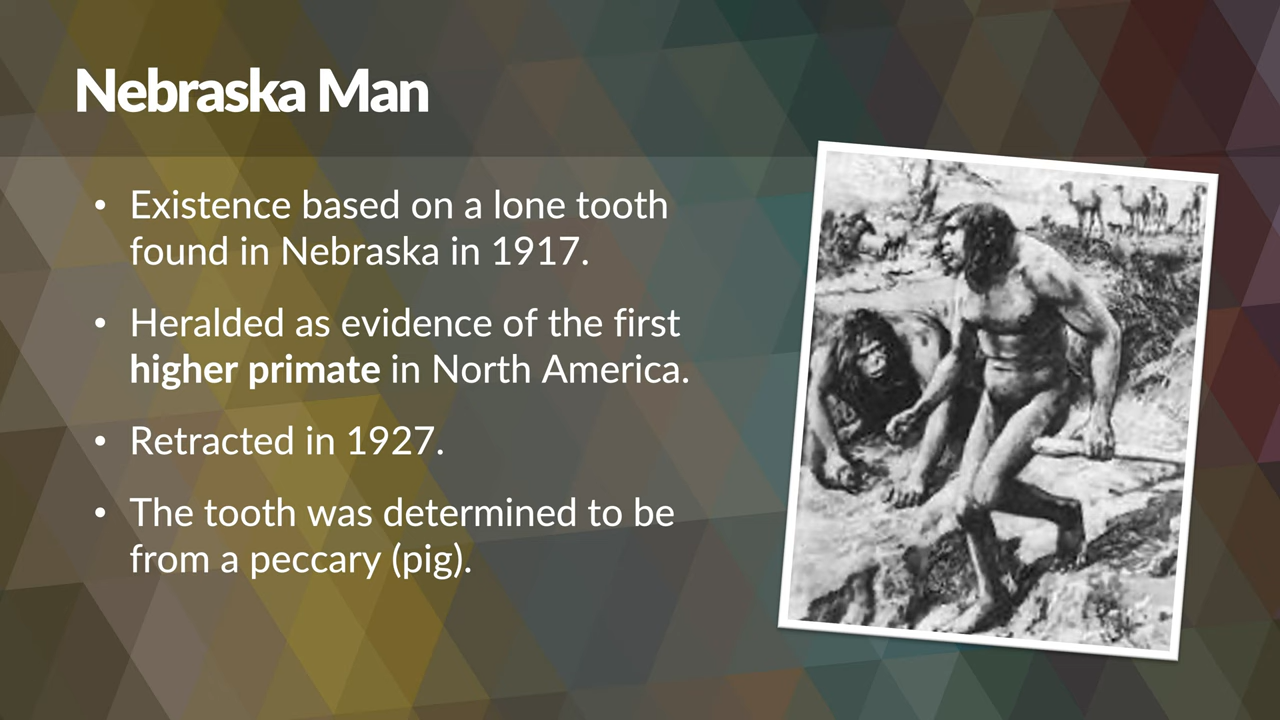 Nebraska Man
• Existence based on a lone tooth
found in Nebraska in 1917.
• Heralded as evidence of the first
higher primate in North America.
• Retracted in 1927.
• The tooth was determined to be
from a peccary (pig).